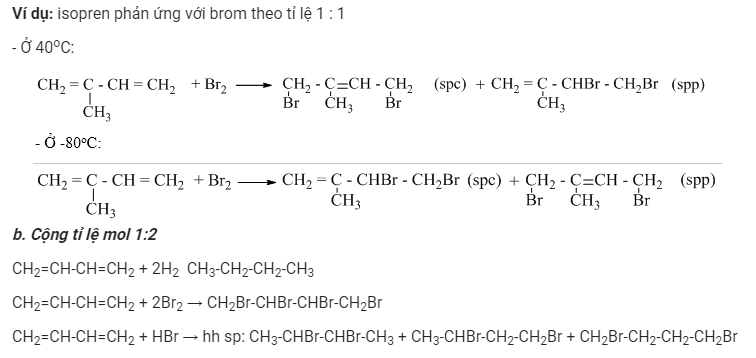 Ví dụ: isopren phản ứng với brom theo tỉ lệ 1 : 1
- Ở 40ºC:
CH₂ = C - CH = CH₂ + Br₂ ⟶ CH₂ - C=CH - CH₂ (spc) + CH₂ = C - CHBr - CH₂Br (spp)
CH₃ Br CH₃ Br CH₃
- Ở -80ºC:
CH₂ = C - CH = CH₂ + Br₂ ⟶ CH₂ = C - CHBr - CH₂Br (spc) + CH₂ - C=CH - CH₂ (spp)
CH₃ CH₃ Br CH₃ Br
b. Cộng tỉ lệ mol 1:2
CH₂=CH-CH=CH₂ + 2H₂ CH₃-CH₂-CH₂-CH₃
CH₂=CH-CH=CH₂ + 2Br₂ → CH₂Br-CHBr-CHBr-CH₂Br
CH₂=CH-CH=CH₂ + HBr → hh sp: CH₃-CHBr-CHBr-CH₃ + CH₃-CHBr-CH₂-CH₂Br + CH₂Br-CH₂-CH₂-CH₂Br